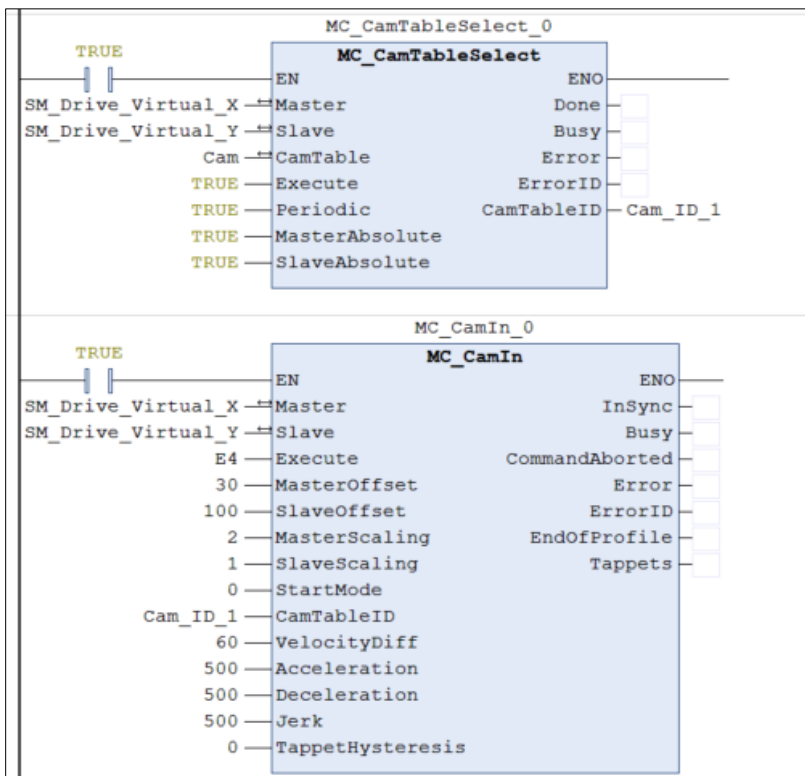 MC_CamTableSelect_0
TRUE
MC_CamTableSelect
EN ENO
SM_Drive_Virtual_X Master Done
SM_Drive_Virtual_Y Slave Busy
Cam CamTable Error
TRUE Execute ErrorID
TRUE Periodic CamTableID Cam_ID_1
TRUE MasterAbsolute
TRUE SlaveAbsolute
MC_CamIn_0
TRUE
MC_CamIn
EN ENO
SM_Drive_Virtual_X Master InSync
SM_Drive_Virtual_Y Slave Busy
E4 Execute CommandAborted
30 MasterOffset Error
100 SlaveOffset ErrorID
2 MasterScaling EndOfProfile
1 SlaveScaling Tappets
0 StartMode
Cam_ID_1 CamTableID
60 VelocityDiff
500 Acceleration
500 Deceleration
500 Jerk
0 TappetHysteresis